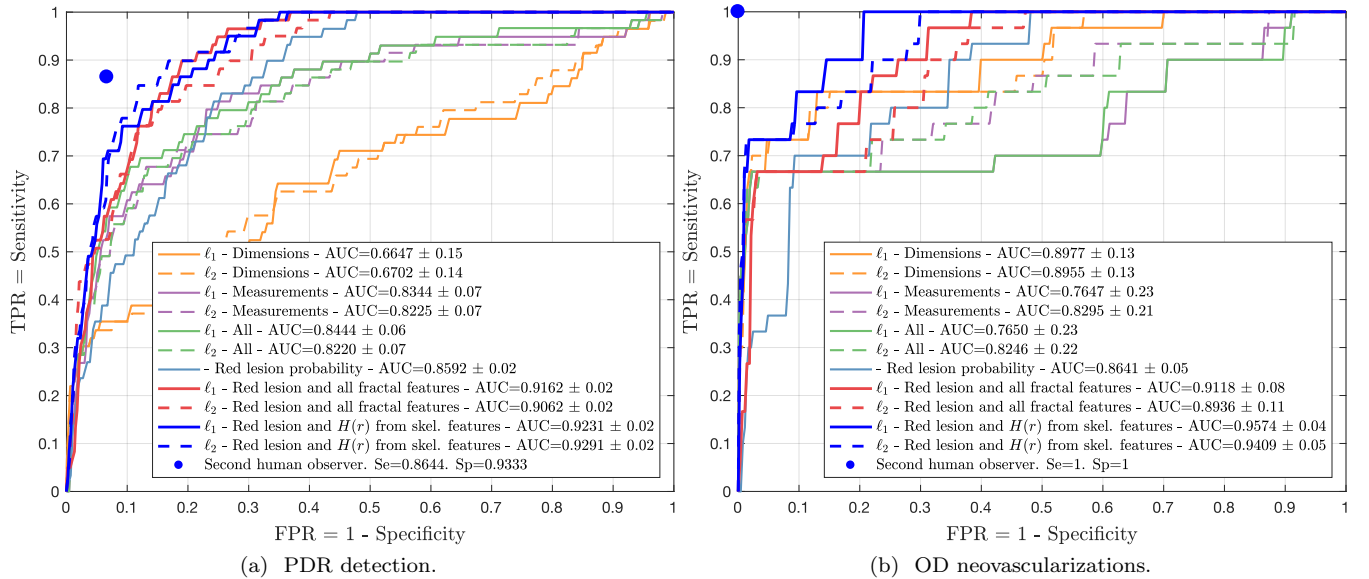 1
0.9
0.8
0.7
0.6
0.5
0.4
0.3
0.2
0.1
0
TPR = Sensitivity
ℓ₁ - Dimensions - AUC=0.6647 ± 0.15
ℓ₂ - Dimensions - AUC=0.6702 ± 0.14
ℓ₁ - Measurements - AUC=0.8344 ± 0.07
ℓ₂ - Measurements - AUC=0.8225 ± 0.07
ℓ₁ - All - AUC=0.8444 ± 0.06
ℓ₂ - All - AUC=0.8220 ± 0.07
- Red lesion probability - AUC=0.8592 ± 0.02
ℓ₁ - Red lesion and all fractal features - AUC=0.9162 ± 0.02
ℓ₂ - Red lesion and all fractal features - AUC=0.9062 ± 0.02
ℓ₁ - Red lesion and H(r) from skel. features - AUC=0.9231 ± 0.02
ℓ₂ - Red lesion and H(r) from skel. features - AUC=0.9291 ± 0.02
Second human observer. Se=0.8644. Sp=0.9333
0 0.1 0.2 0.3 0.4 0.5 0.6 0.7 0.8 0.9 1
FPR = 1 - Specificity
(a) PDR detection.
1
0.9
0.8
0.7
0.6
0.5
0.4
0.3
0.2
0.1
0
TPR = Sensitivity
ℓ₁ - Dimensions - AUC=0.8977 ± 0.13
ℓ₂ - Dimensions - AUC=0.8955 ± 0.13
ℓ₁ - Measurements - AUC=0.7647 ± 0.23
ℓ₂ - Measurements - AUC=0.8295 ± 0.21
ℓ₁ - All - AUC=0.7650 ± 0.23
ℓ₂ - All - AUC=0.8246 ± 0.22
- Red lesion probability - AUC=0.8641 ± 0.05
ℓ₁ - Red lesion and all fractal features - AUC=0.9118 ± 0.08
ℓ₂ - Red lesion and all fractal features - AUC=0.8936 ± 0.11
ℓ₁ - Red lesion and H(r) from skel. features - AUC=0.9574 ± 0.04
ℓ₂ - Red lesion and H(r) from skel. features - AUC=0.9409 ± 0.05
Second human observer. Se=1. Sp=1
0 0.1 0.2 0.3 0.4 0.5 0.6 0.7 0.8 0.9 1
FPR = 1 - Specificity
(b) OD neovascularizations.